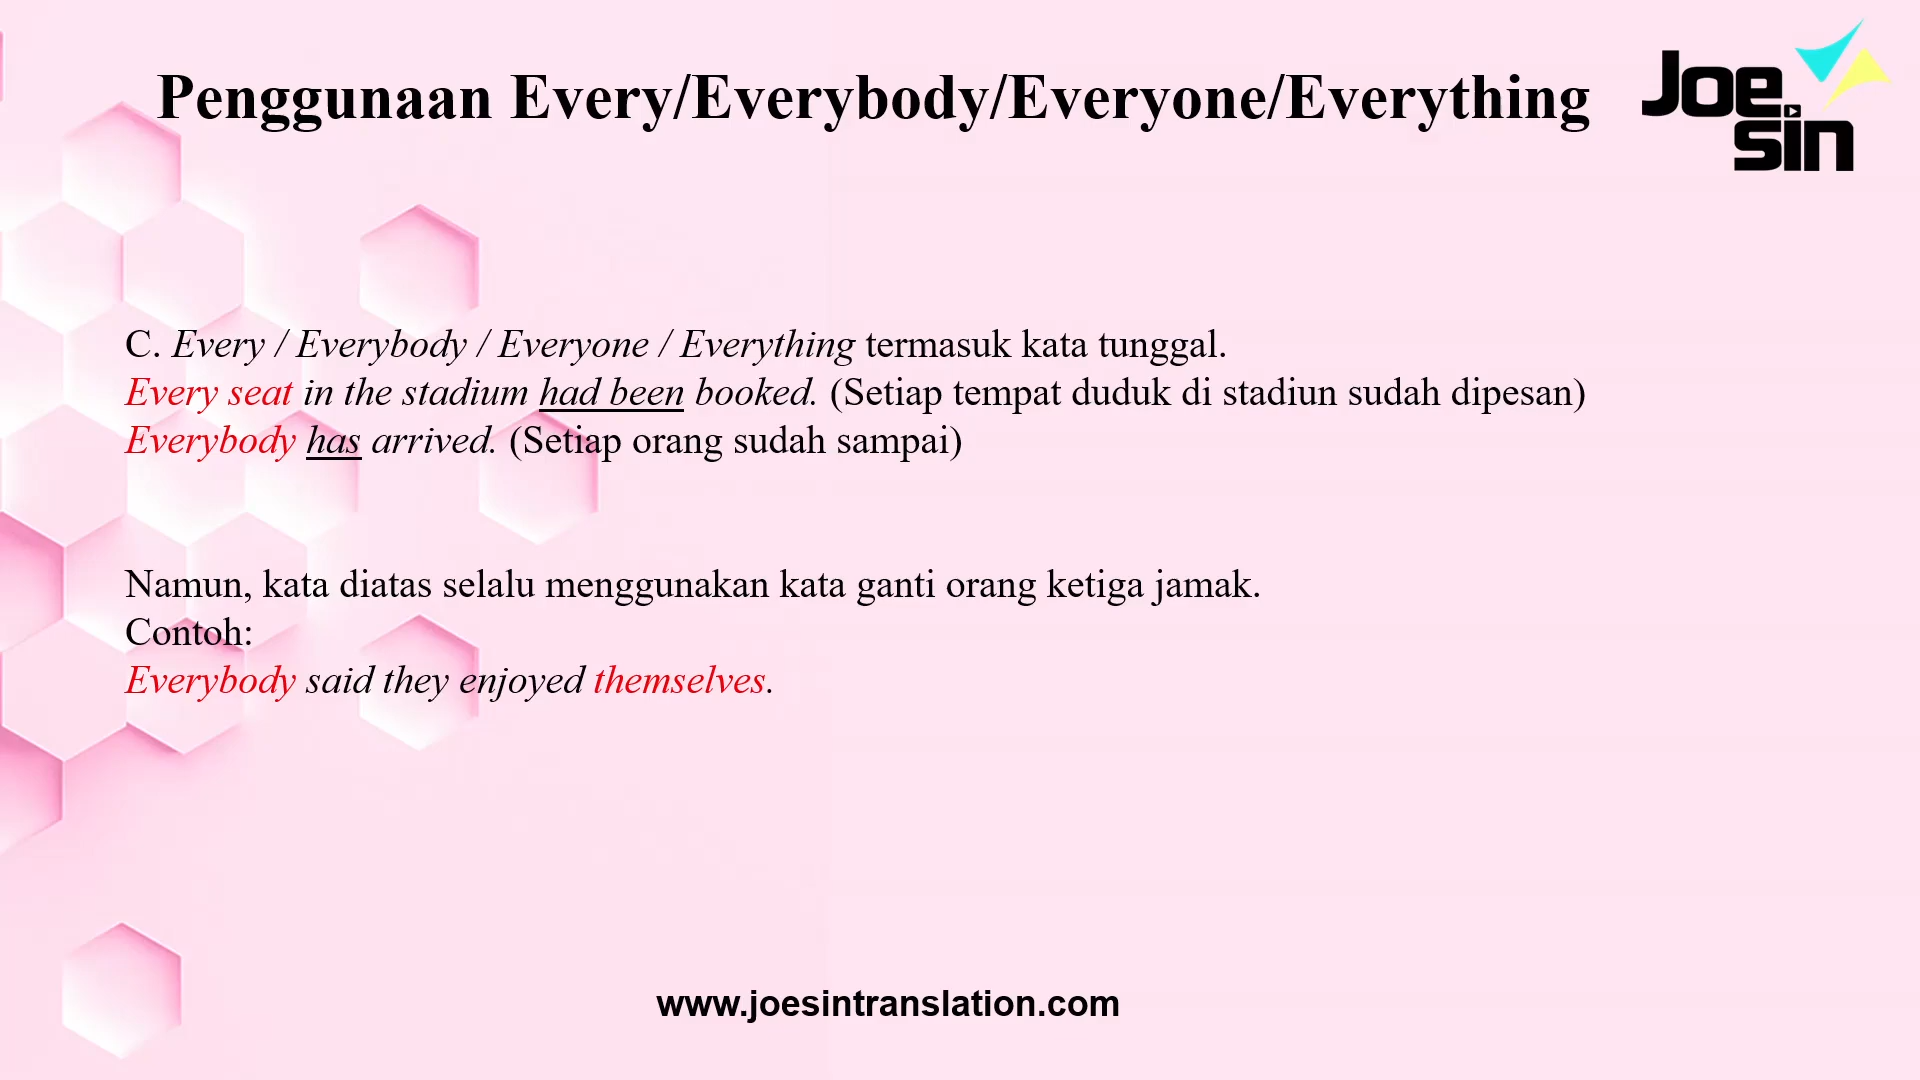 Penggunaan Every/Everybody/Everyone/Everything
Joe
sin
C. Every / Everybody / Everyone / Everything termasuk kata tunggal.
Every seat in the stadium had been booked. (Setiap tempat duduk di stadiun sudah dipesan)
Everybody has arrived. (Setiap orang sudah sampai)
Namun, kata diatas selalu menggunakan kata ganti orang ketiga jamak.
Contoh:
Everybody said they enjoyed themselves.
www.joesintranslation.com